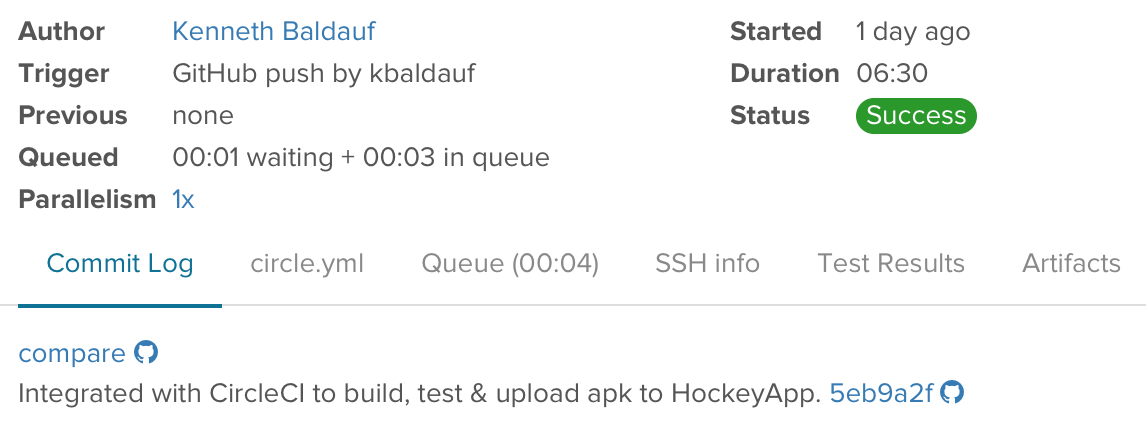 Author Kenneth Baldauf Started 1 day ago
Trigger GitHub push by kbaldauf Duration 06:30
Previous none Status Success
Queued 00:01 waiting + 00:03 in queue
Parallelism 1x
Commit Log circle.yml Queue (00:04) SSH info Test Results Artifacts
compare
Integrated with CircleCI to build, test & upload apk to HockeyApp. 5eb9a2f